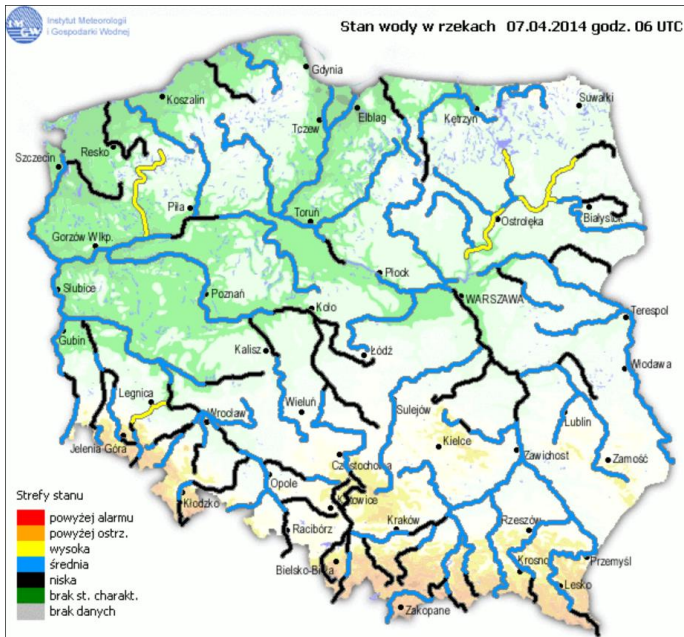 Instytut Meteorologii
i Gospodarki Wodnej
Stan wody w rzekach 07.04.2014 godz. 06 UTC
Gdynia
Koszalin
Suwałki
Elbląg
Kętrzyn
Tczew
Resko
Szczecin
Piła
Toruń
Ostrołęka
Białystok
Gorzów Wlkp.
Płock
Słubice
Poznań
WARSZAWA
Koło
Terespol
Gubin
Kalisz
Łódź
Włodawa
Legnica
Wieluń
Sulejów
Wrocław
Lublin
Jelenia-Góra
Kielce
Zawichost
Zamość
Częstochowa
Opole
Kłodzko
Katowice
Racibórz
Kraków
Rzeszów
Bielsko-Biała
Krosno
Przemyśl
Lesko
Zakopane
Strefy stanu
powyżej alarmu
powyżej ostrz.
wysoka
średnia
niska
brak st. charakt.
brak danych